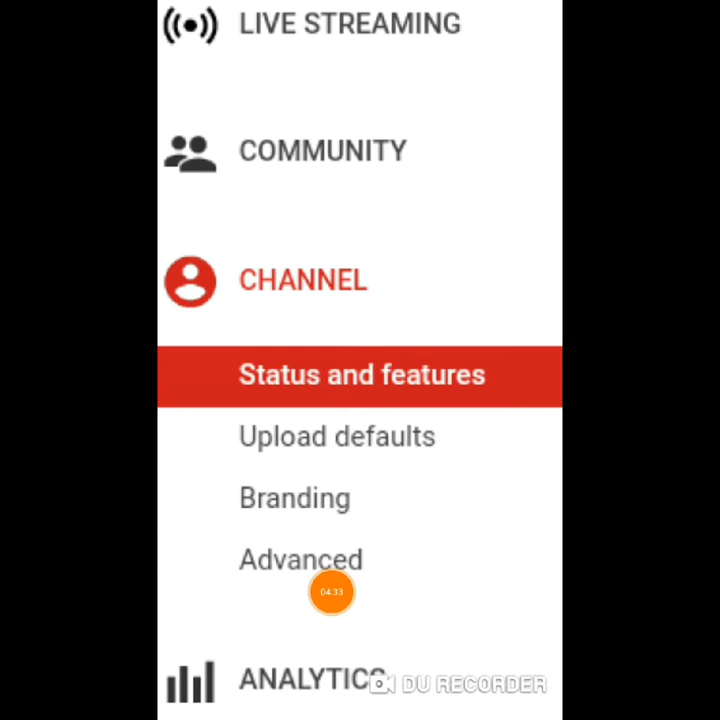 LIVE STREAMING
COMMUNITY
CHANNEL
Status and features
Upload defaults
Branding
Advanced
04:33
ANALYTICS
DU RECORDER